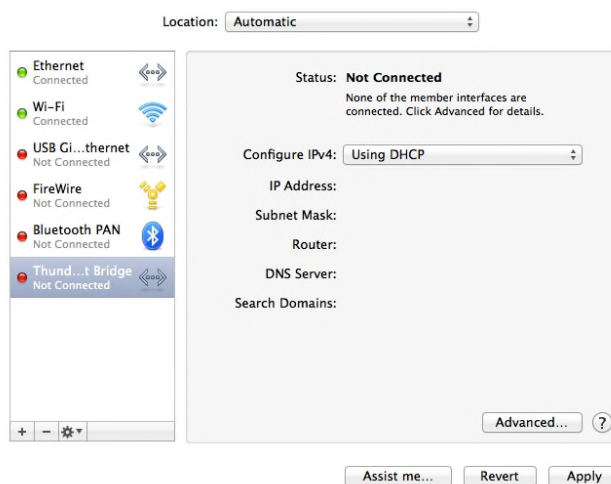 Location: Automatic
Ethernet
Connected
Wi-Fi
Connected
USB Gi...thernet
Not Connected
FireWire
Not Connected
Bluetooth PAN
Not Connected
Thund...t Bridge
Not Connected
Status: Not Connected
None of the member interfaces are
connected. Click Advanced for details.
Configure IPv4: Using DHCP
IP Address:
Subnet Mask:
Router:
DNS Server:
Search Domains:
Advanced... ?
Assist me... Revert Apply